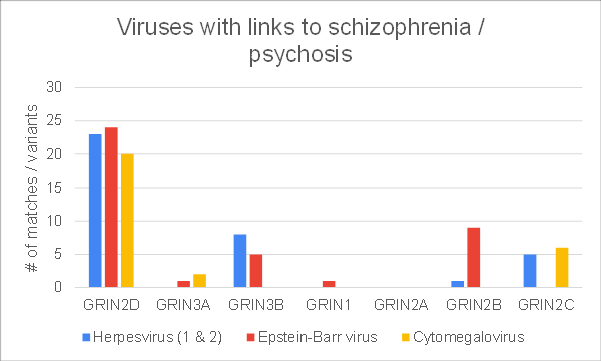 Viruses with links to schizophrenia /
psychosis
# of matches / variants
30
25
20
15
10
5
0
GRIN2D GRIN3A GRIN3B GRIN1 GRIN2A GRIN2B GRIN2C
Herpesvirus (1 & 2) Epstein-Barr virus Cytomegalovirus